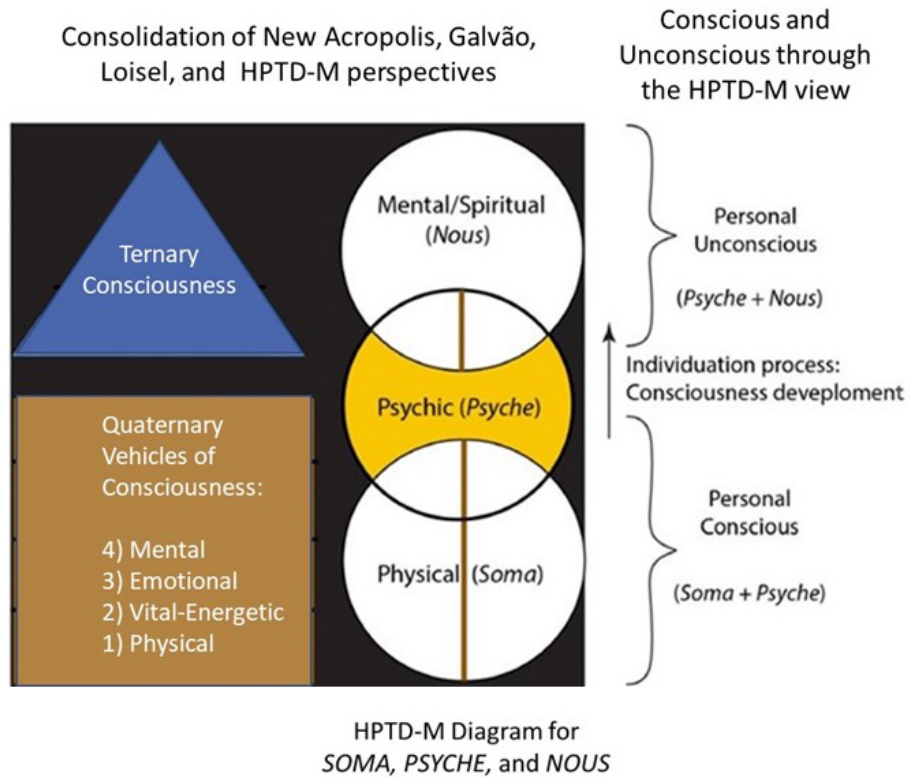 Consolidation of New Acropolis, Galvão,
Loisel, and HPTD-M perspectives
Conscious and
Unconscious through
the HPTD-M view
Ternary
Consciousness
Quaternary
Vehicles of
Consciousness:
4) Mental
3) Emotional
2) Vital-Energetic
1) Physical
Mental/Spiritual
(Nous)
Psychic (Psyche)
Physical (Soma)
Personal
Unconscious
(Psyche + Nous)
Individuation process:
Consciousness deveploment
Personal
Conscious
(Soma + Psyche)
HPTD-M Diagram for
SOMA, PSYCHE, and NOUS